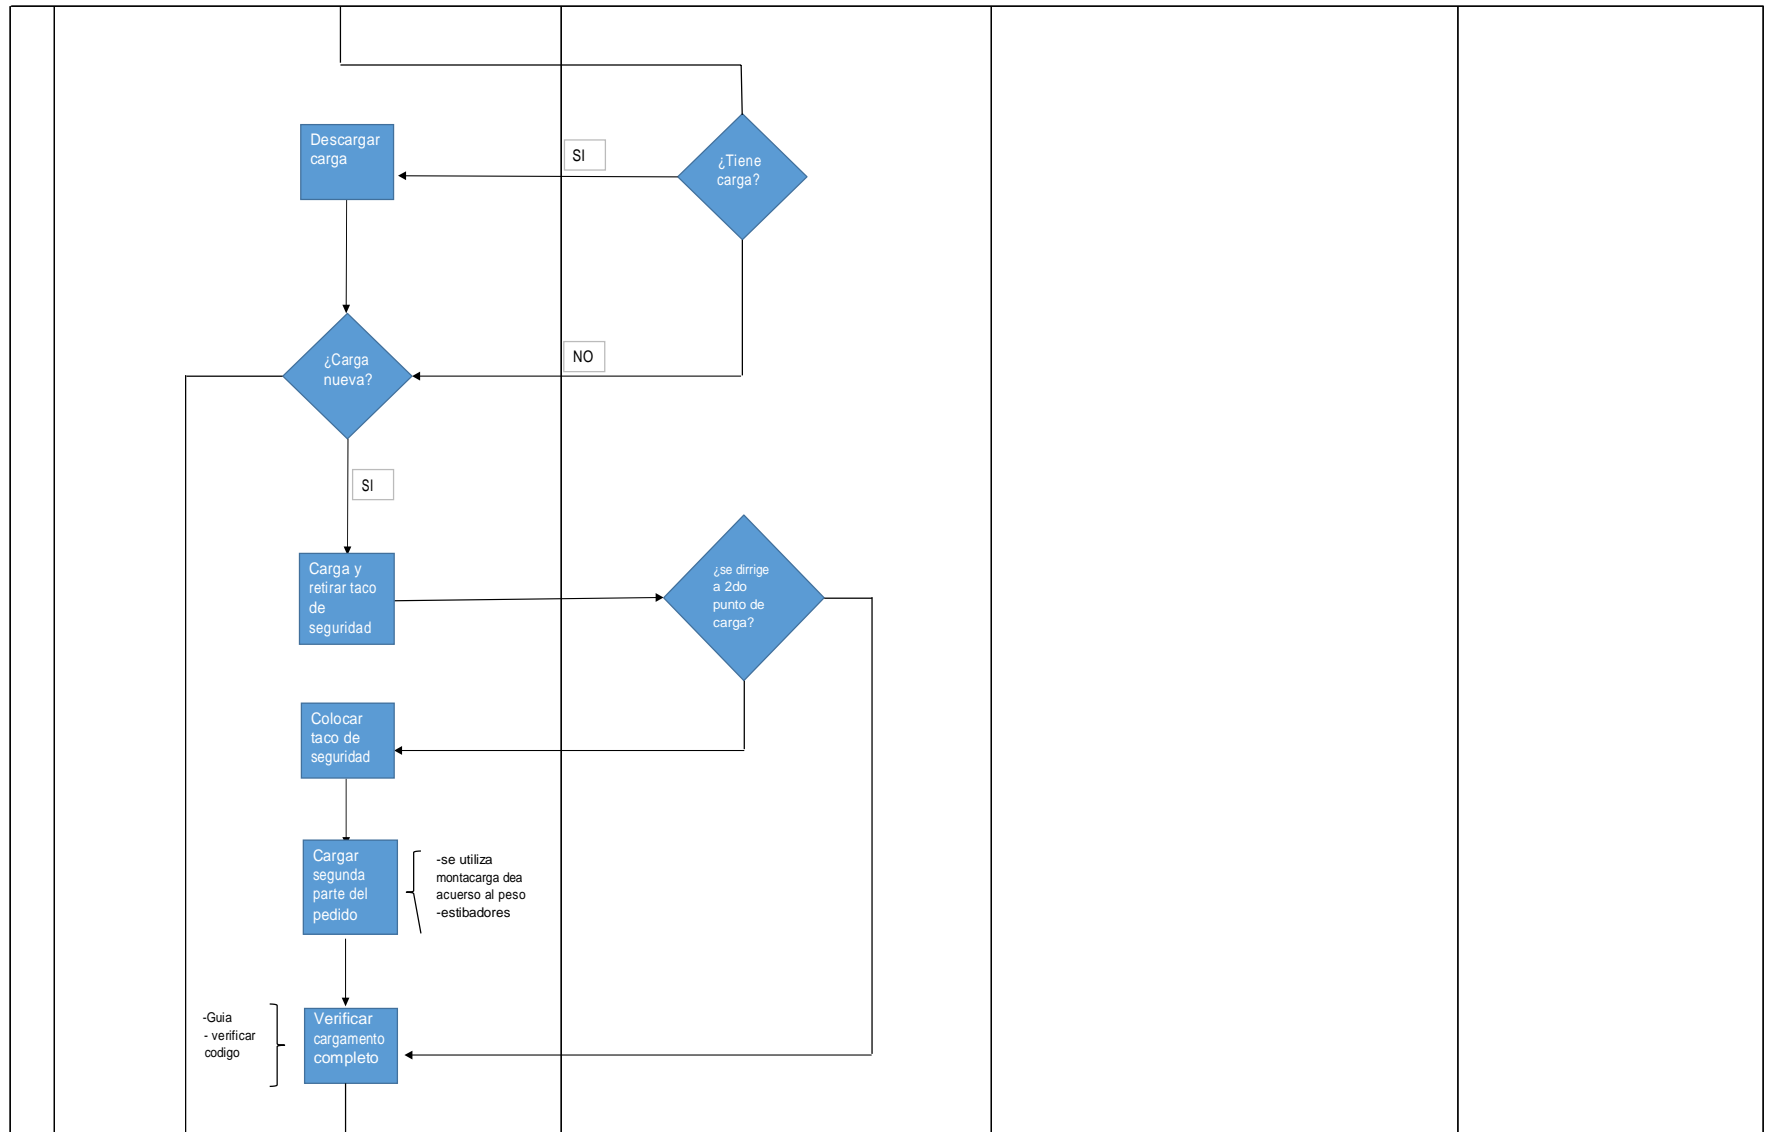 Descargar
carga
SI
¿Tiene
carga?
¿Carga
nueva?
NO
SI
Carga y
retirar taco
de
seguridad
¿se dirrige
a 2do
punto de
carga?
Colocar
taco de
seguridad
Cargar
segunda
parte del
pedido
-se utiliza
montacarga dea
acuerso al peso
-estibadores
-Guia
- verificar
codigo
Verificar
cargamento
completo